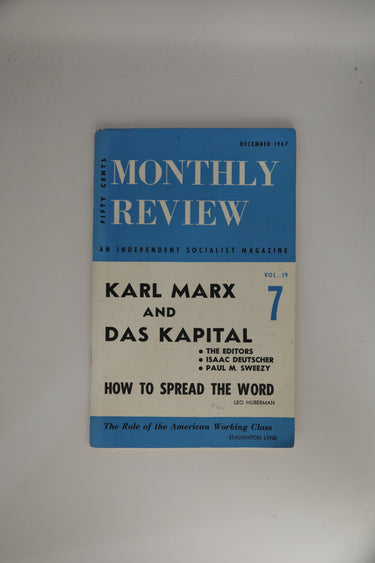 DECEMBER 1967
FIFTY CENTS
MONTHLY
REVIEW
AN INDEPENDENT SOCIALIST MAGAZINE
VOL. 19
7
KARL MARX
AND
DAS KAPITAL
• THE EDITORS
• ISAAC DEUTSCHER
• PAUL M. SWEEZY
HOW TO SPREAD THE WORD
LEO HUBERMAN
The Role of the American Working Class
STAUGHTON LYND